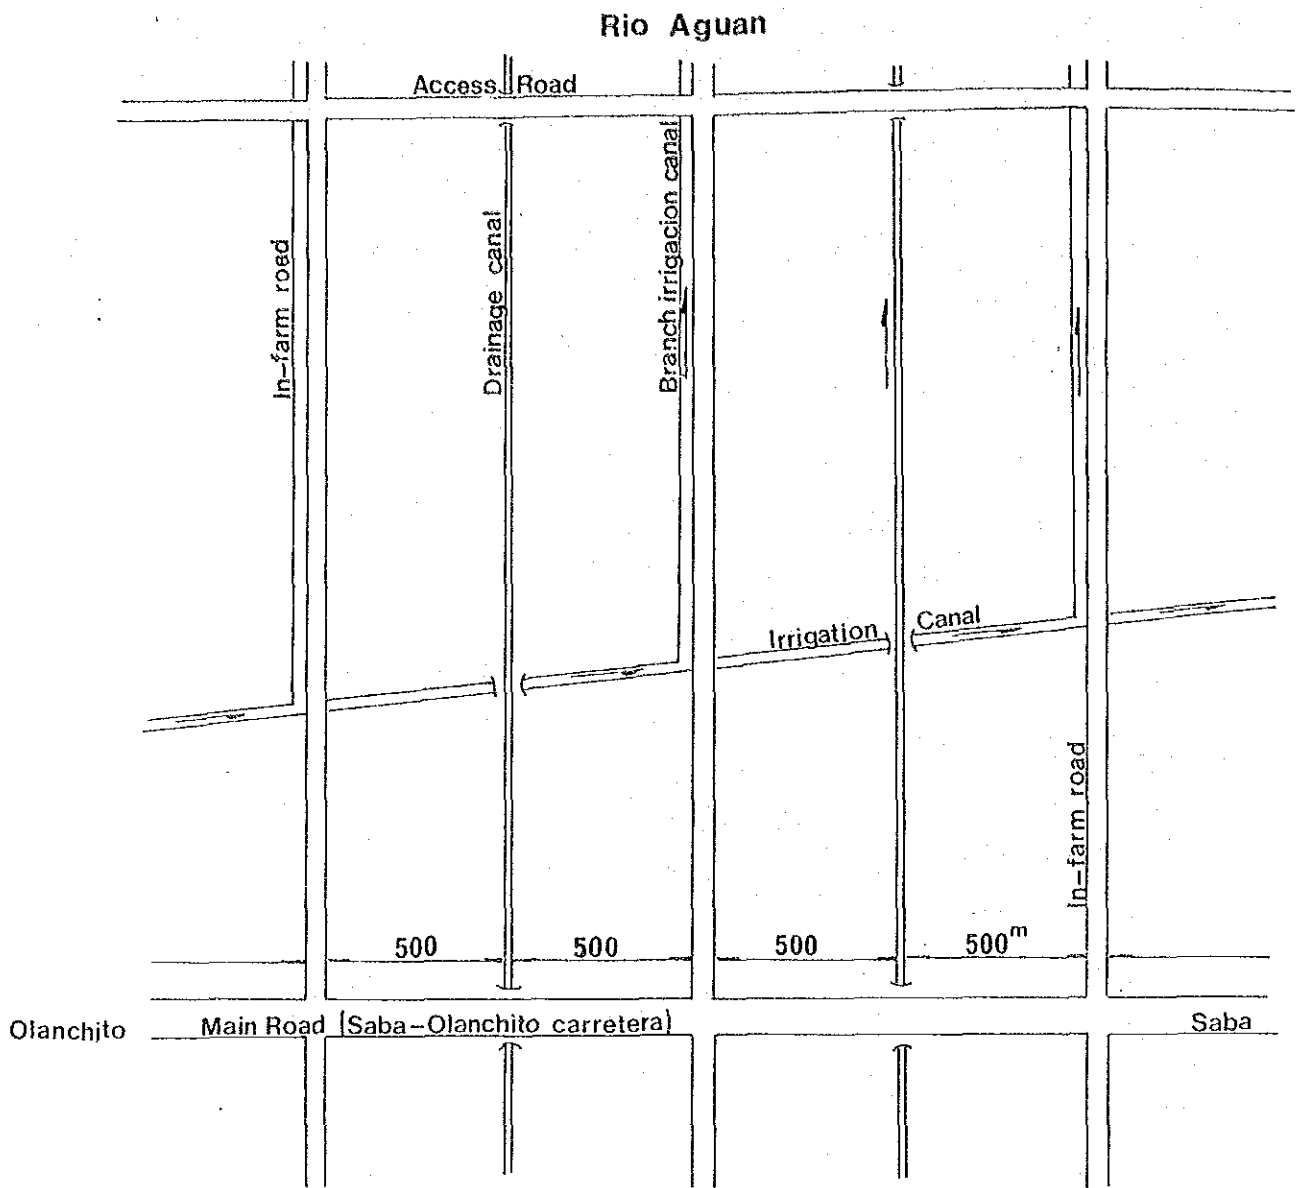 Rio Aguan
Access Road
In-farm roed
Drainage canal
Branch irrigacion canal
Irrigation Canal
In-farm road
500 500 500 500m
Olanchito Main Road (Saba-Olanchito carretera) Saba